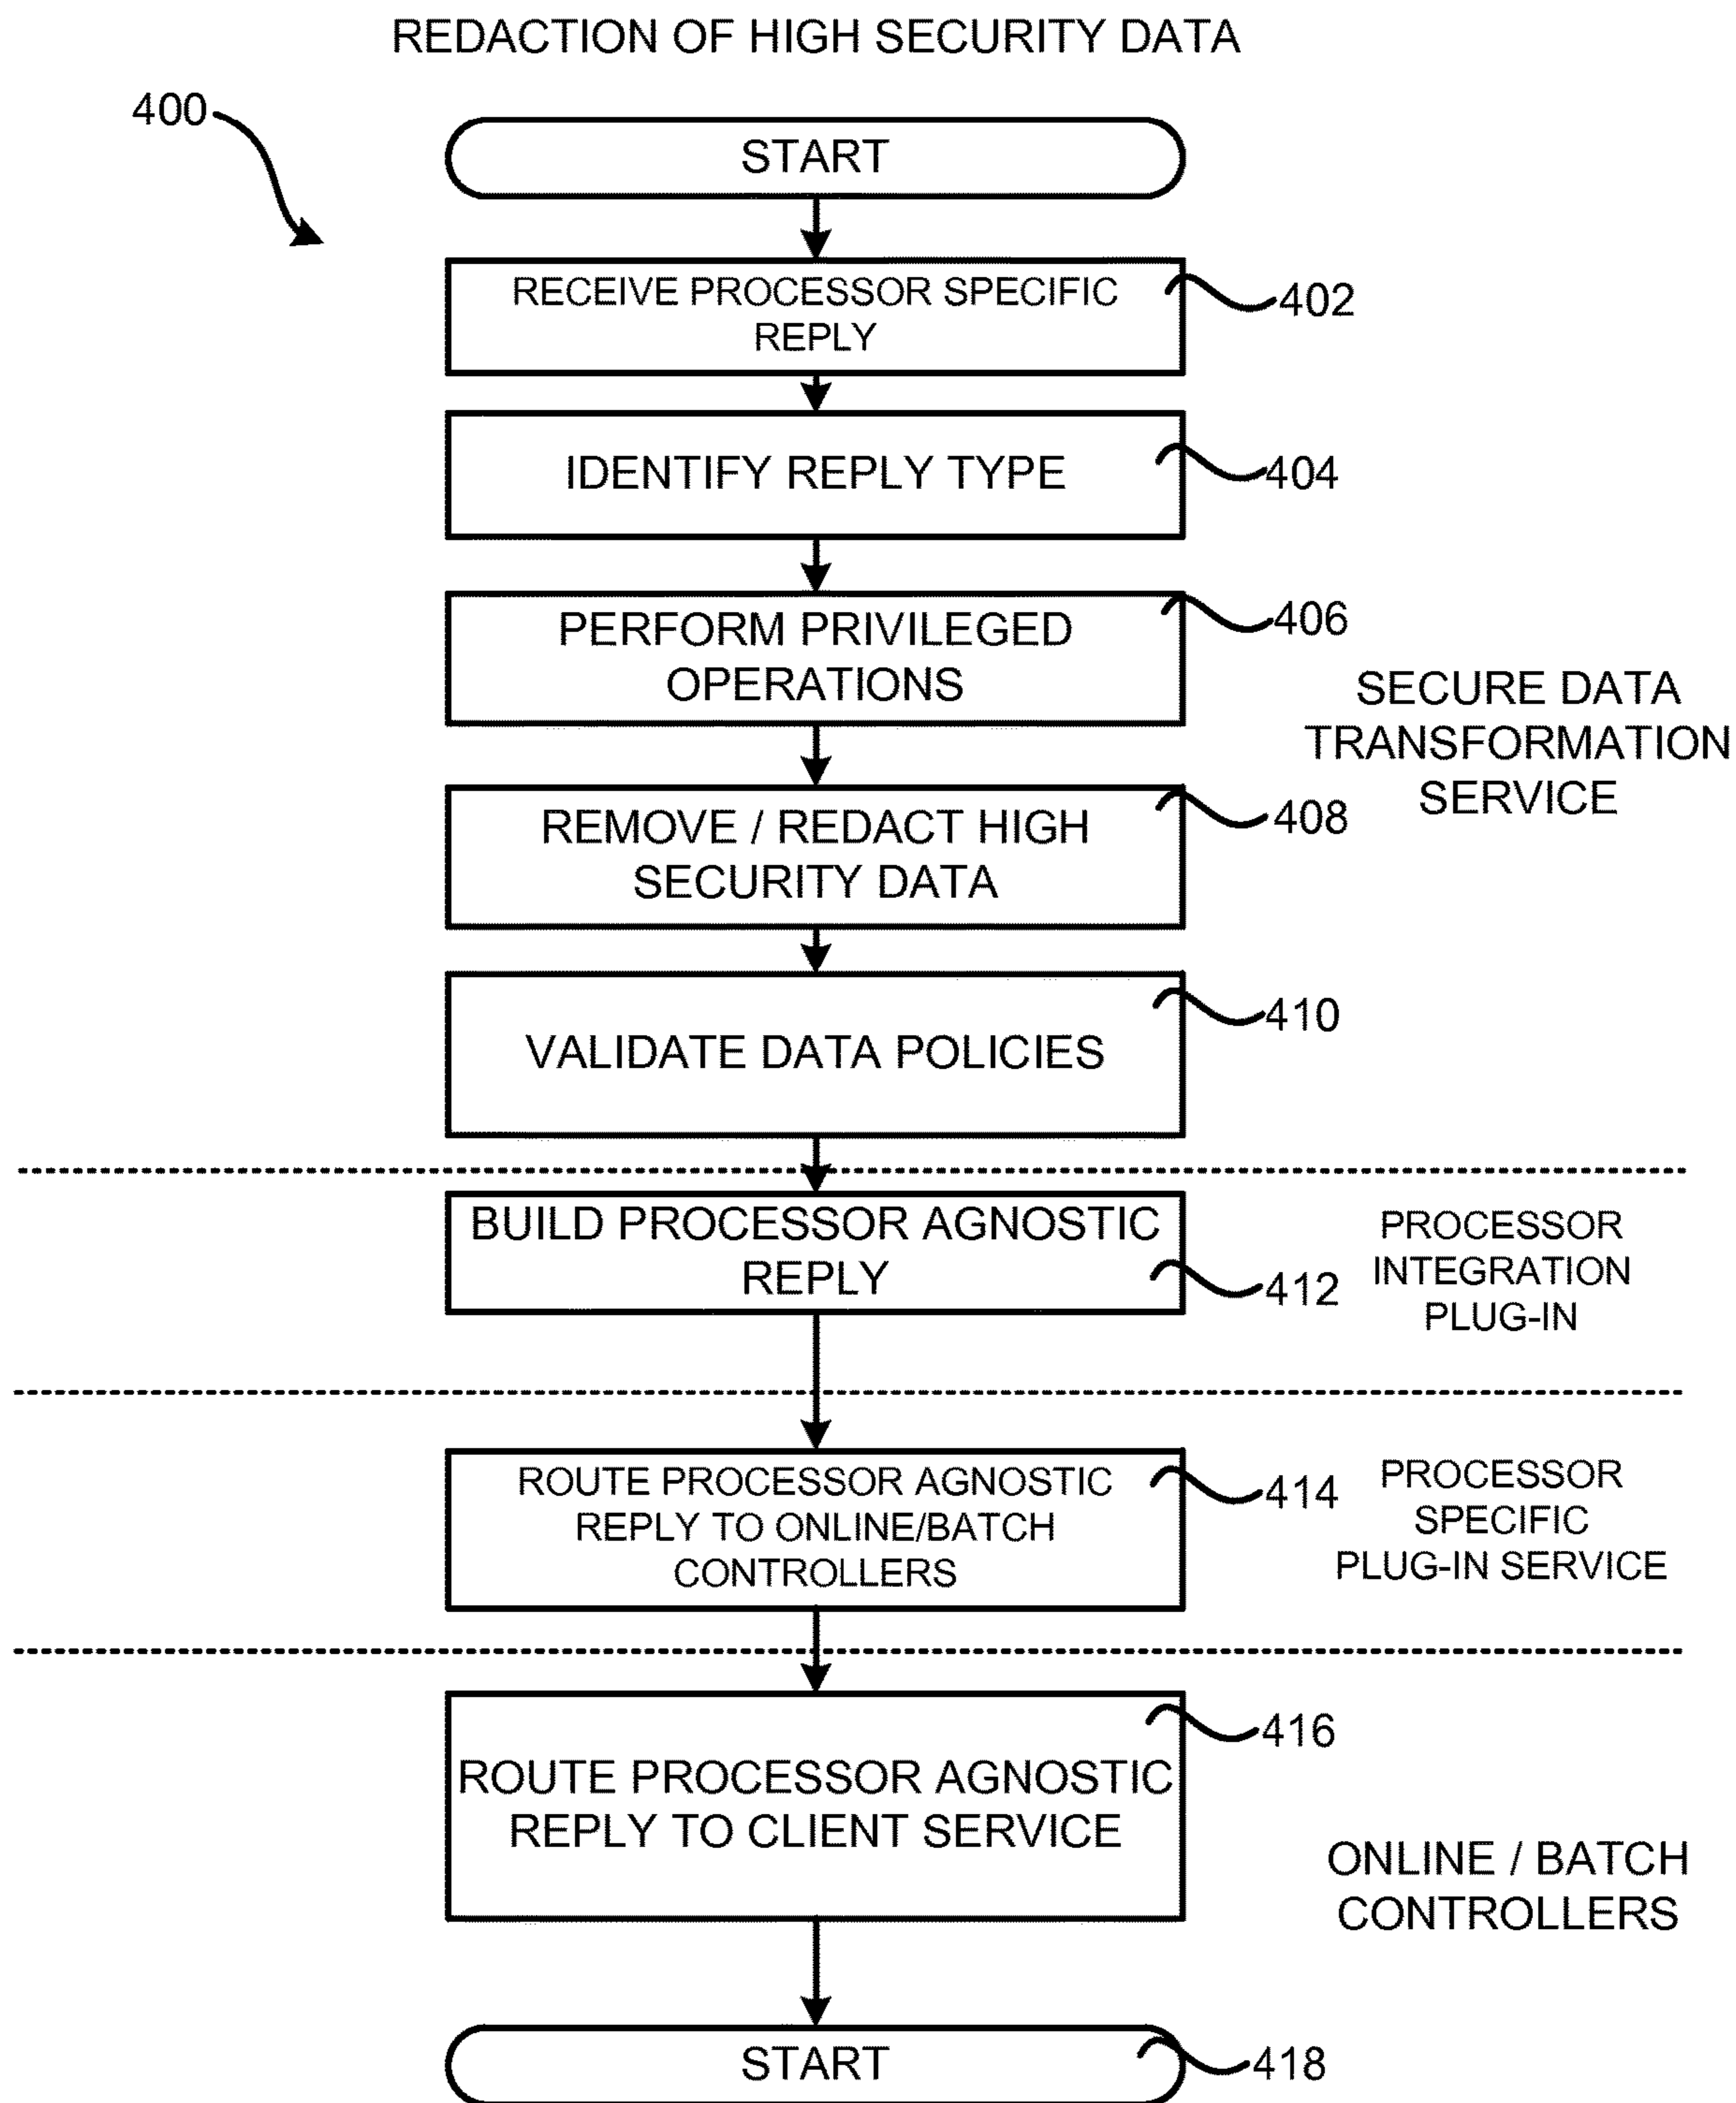 REDACTION OF HIGH SECURITY DATA
400
START
RECEIVE PROCESSOR SPECIFIC
REPLY
402
IDENTIFY REPLY TYPE
404
PERFORM PRIVILEGED
OPERATIONS
406
SECURE DATA
TRANSFORMATION
SERVICE
REMOVE / REDACT HIGH
SECURITY DATA
408
VALIDATE DATA POLICIES
410
BUILD PROCESSOR AGNOSTIC
REPLY
412
PROCESSOR
INTEGRATION
PLUG-IN
ROUTE PROCESSOR AGNOSTIC
REPLY TO ONLINE/BATCH
CONTROLLERS
414
PROCESSOR
SPECIFIC
PLUG-IN SERVICE
ROUTE PROCESSOR AGNOSTIC
REPLY TO CLIENT SERVICE
416
ONLINE / BATCH
CONTROLLERS
START
418